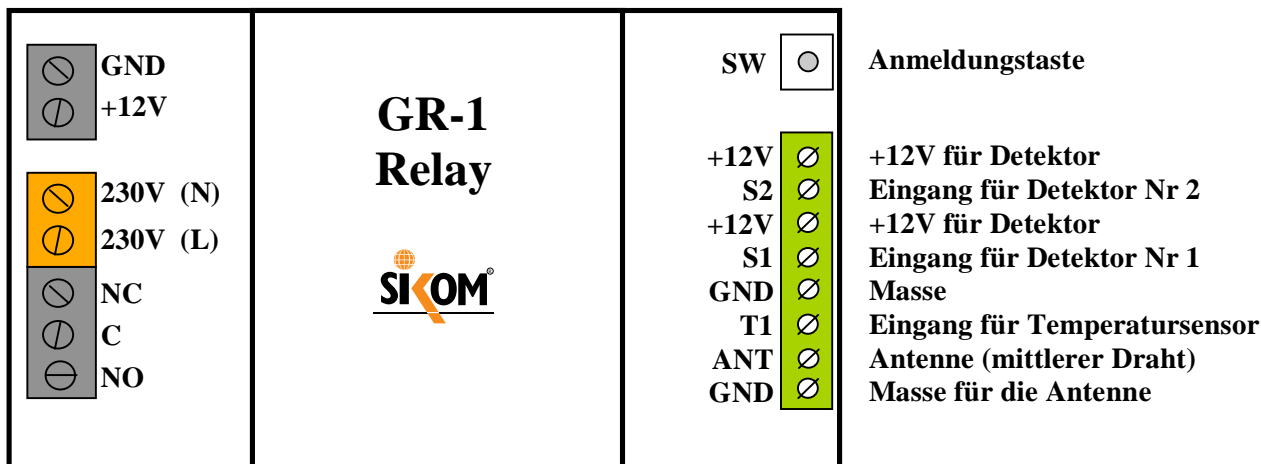 GND
+12V
230V (N)
230V (L)
NC
C
NO
GR-1
Relay
SIKOM®
SW Anmeldungstaste
+12V +12V für Detektor
S2 Eingang für Detektor Nr 2
+12V +12V für Detektor
S1 Eingang für Detektor Nr 1
GND Masse
T1 Eingang für Temperatursensor
ANT Antenne (mittlerer Draht)
GND Masse für die Antenne